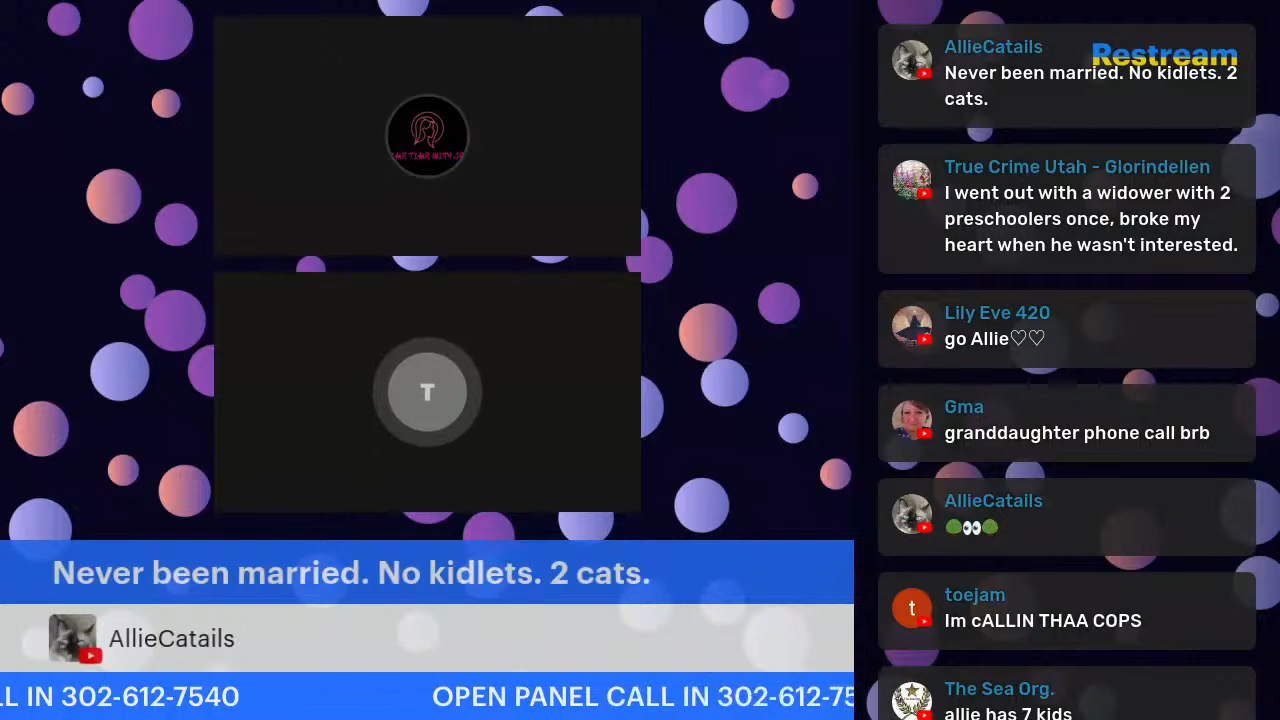 T
Never been married. No kidlets. 2 cats.
AllieCatails
LL IN 302-612-7540
OPEN PANEL CALL IN 302-612-75
Restream
AllieCatails
Never been married. No kidlets. 2
cats.
True Crime Utah - Glorindellen
I went out with a widower with 2
preschoolers once, broke my
heart when he wasn't interested.
Lily Eve 420
go Allie♡♡
Gma
granddaughter phone call brb
AllieCatails
t
toejam
Im cALLIN THAA COPS
The Sea Org.
allie has 7 kids